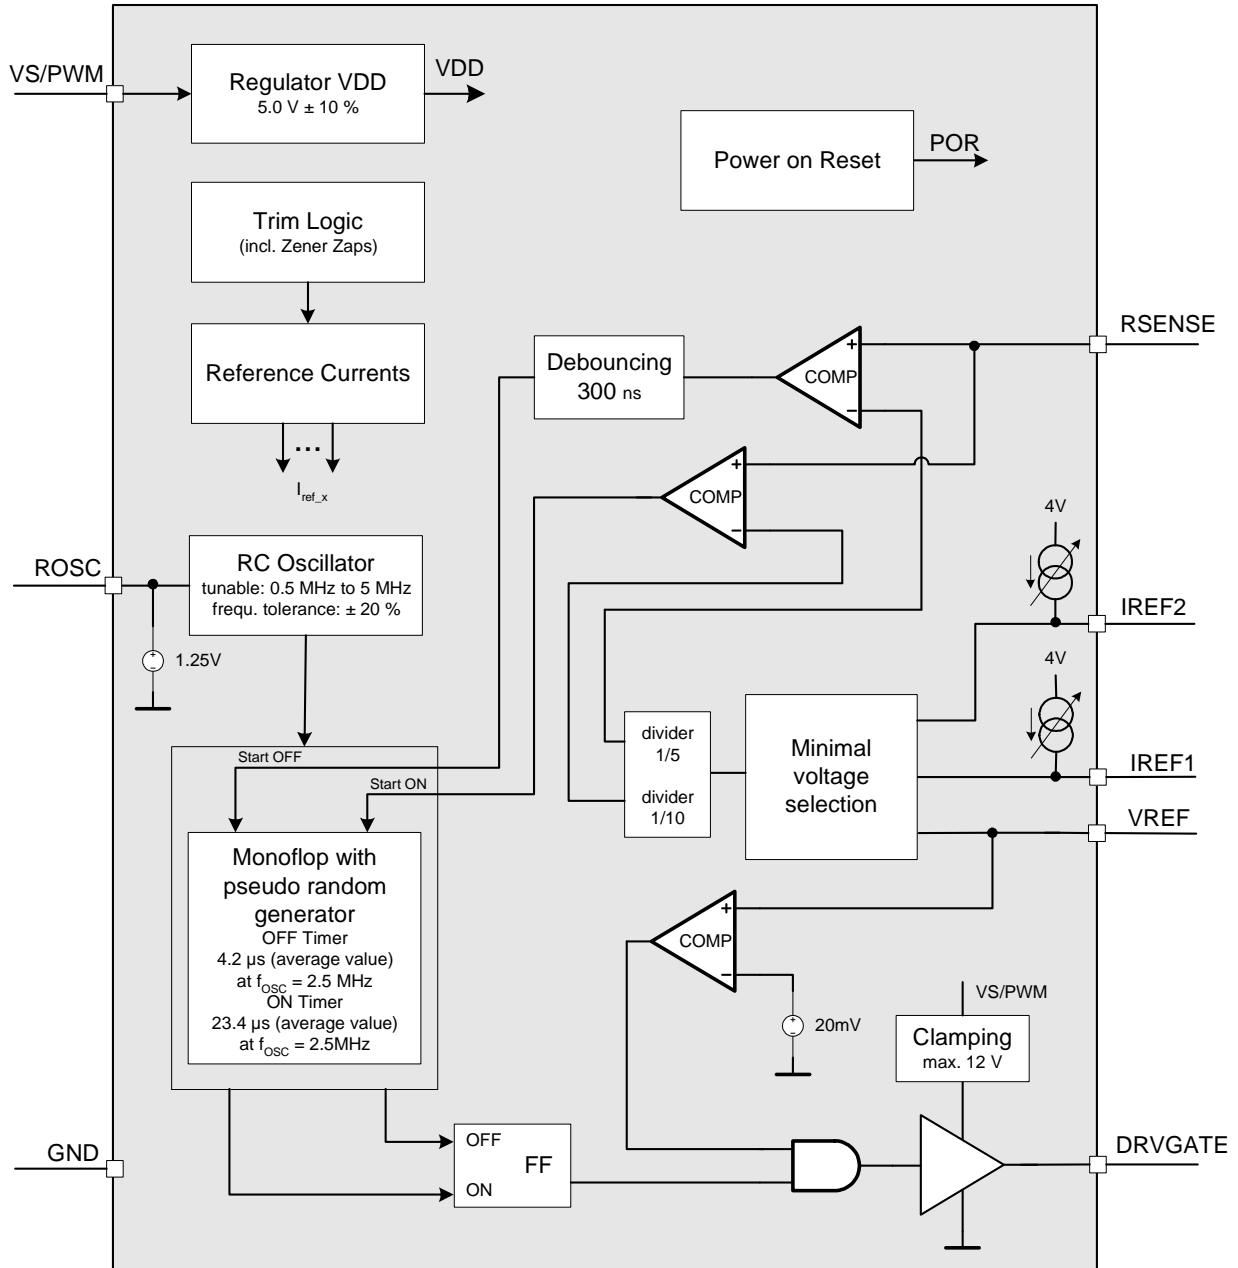 VS/PWM
Regulator VDD
5.0 V ± 10 %
VDD
Power on Reset
POR
Trim Logic
(incl. Zener Zaps)
Reference Currents
...
Iref_x
Debouncing
300 ns
+
COMP
−
RSENSE
+
COMP
−
ROSC
RC Oscillator
tunable: 0.5 MHz to 5 MHz
frequ. tolerance: ± 20 %
+
−
1.25V
4V
IREF2
4V
IREF1
VREF
divider
1/5
divider
1/10
Minimal
voltage
selection
Start OFF
Start ON
Monoflop with
pseudo random
generator
OFF Timer
4.2 µs (average value)
at fOSC = 2.5 MHz
ON Timer
23.4 µs (average value)
at fOSC = 2.5MHz
+
COMP
−
+
−
20mV
VS/PWM
Clamping
max. 12 V
GND
OFF
FF
ON
DRVGATE